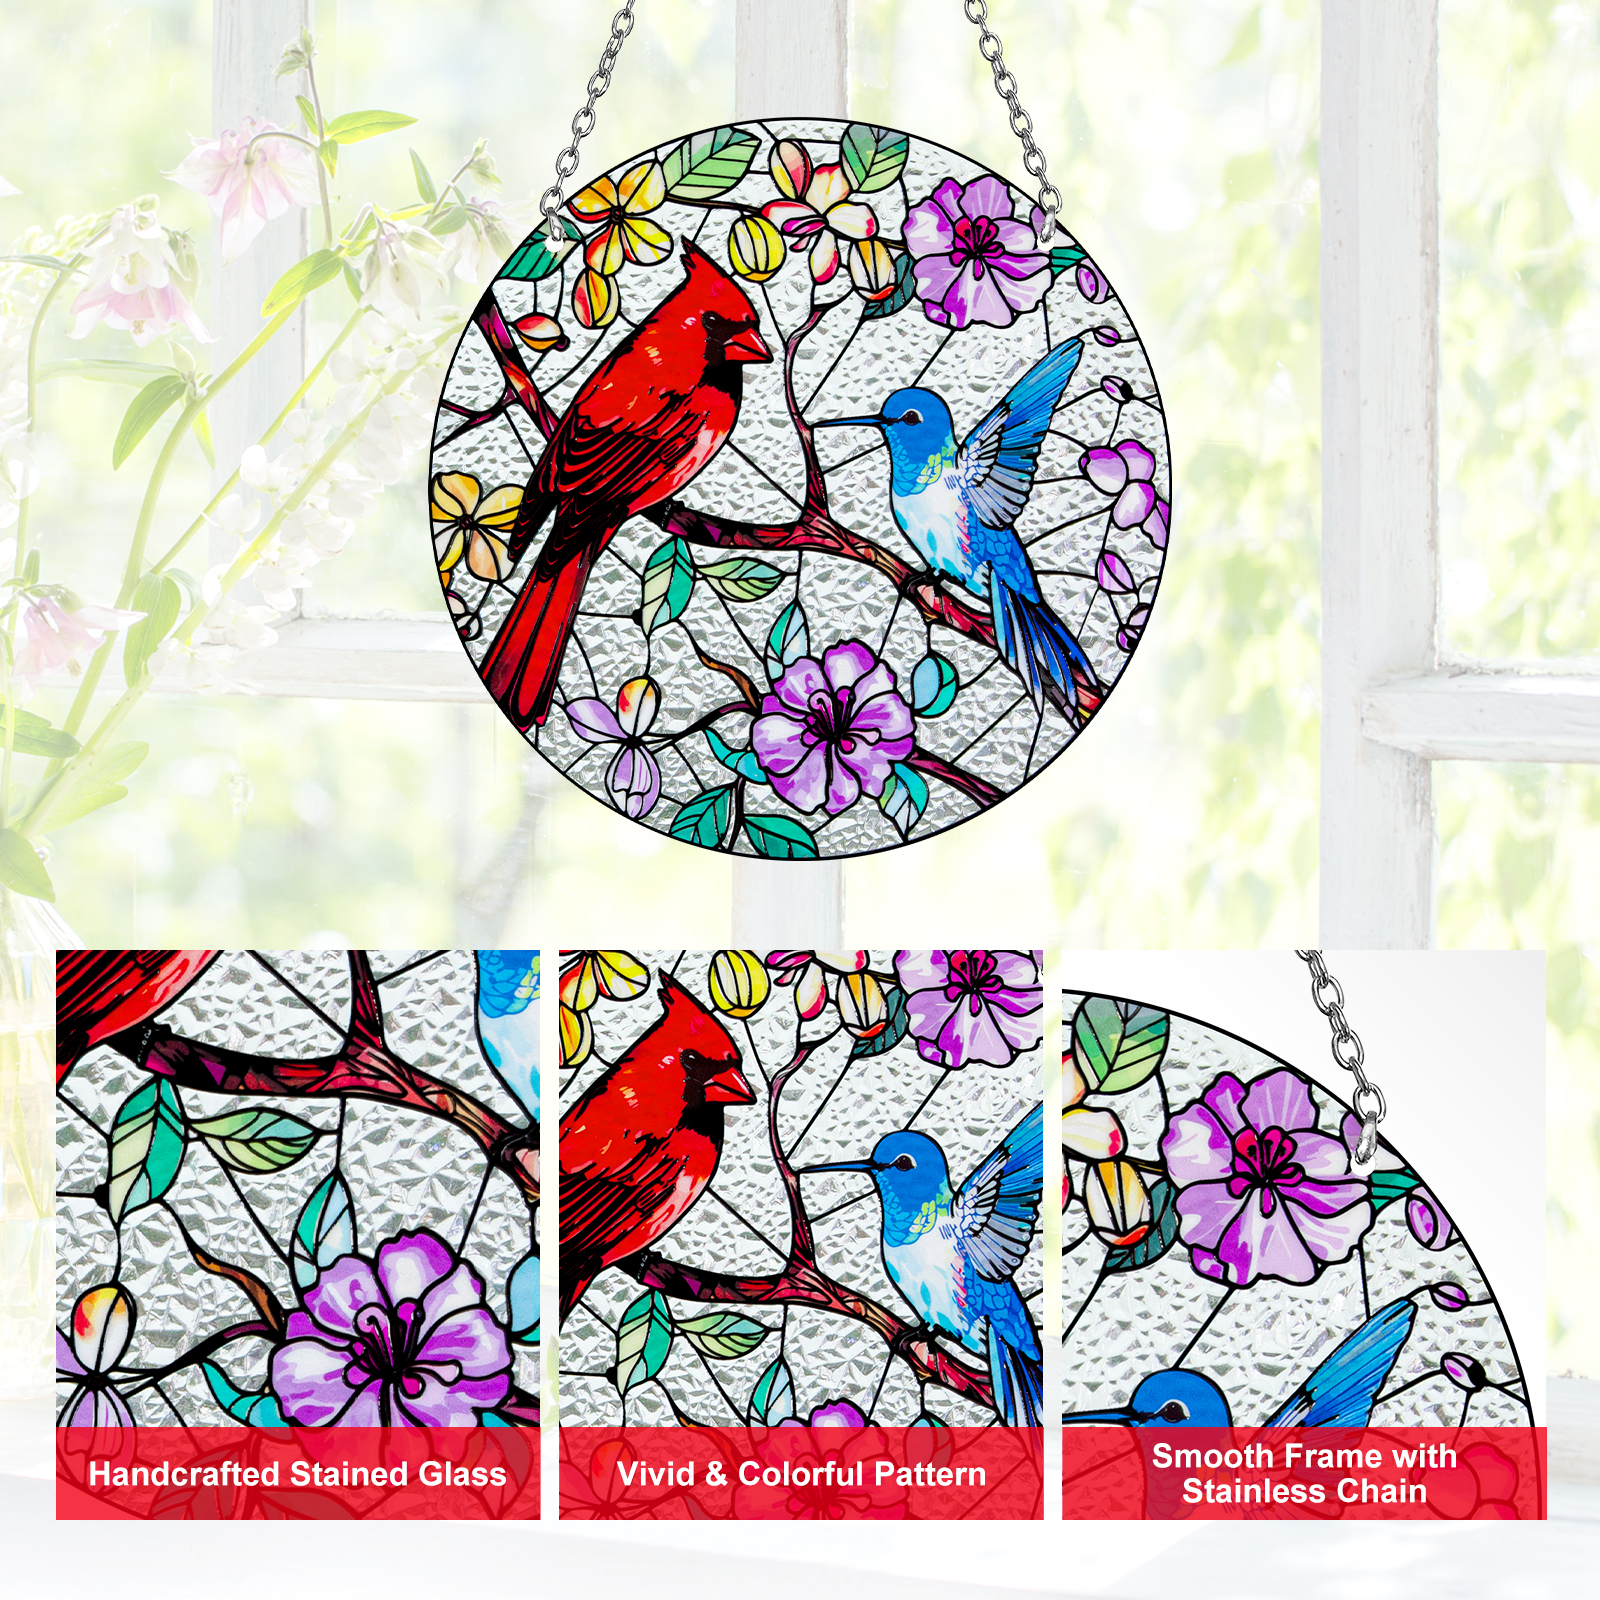 Handcrafted Stained Glass
Vivid & Colorful Pattern
Smooth Frame with
Stainless Chain